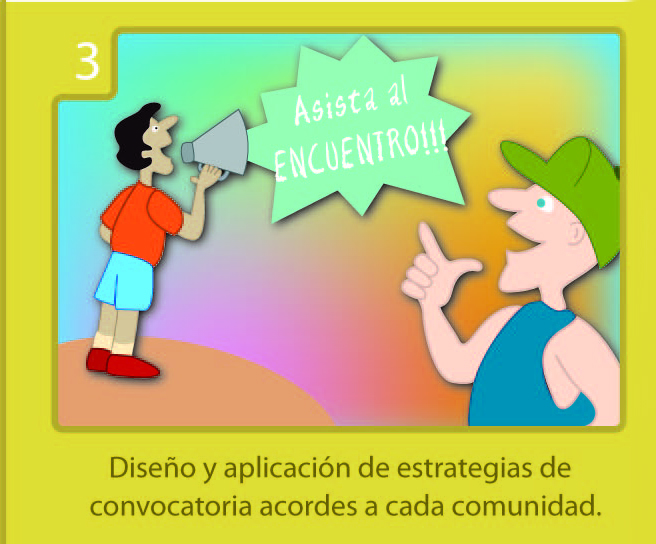 3
Asista al
ENCUENTRO!!!
Diseño y aplicación de estrategias de
convocatoria acordes a cada comunidad.